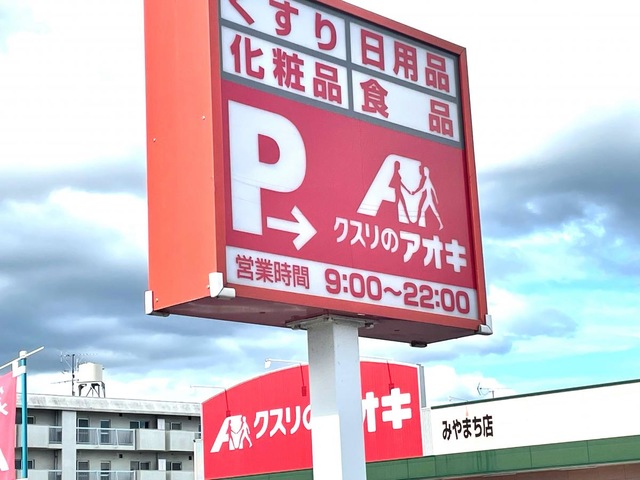 くすり 日用品
化粧品 食品
P→
クスリのアオキ
営業時間 9:00～22:00
クスリのアオキ
みやまち店